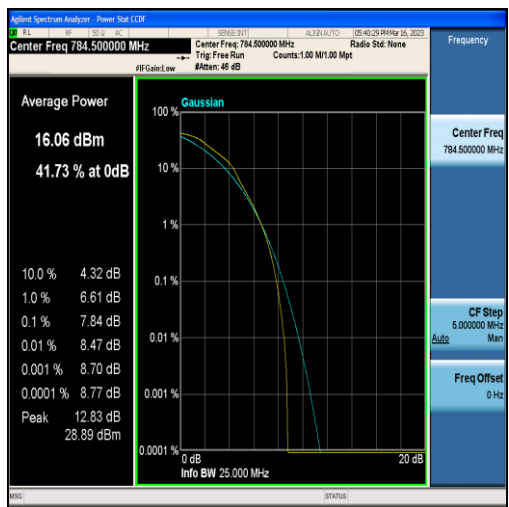 Agilent Spectrum Analyzer - Power Stat CCDF
RL RF 50 Ω AC SENSE:INT ALIGN AUTO 05:40:29 PM Mar 16, 2023
Center Freq 784.500000 MHz
Center Freq: 784.500000 MHz Radio Std: None
Trig: Free Run Counts:1.00 M/1.00 Mpt
#IFGain:Low #Atten: 46 dB
Frequency
Center Freq
784.500000 MHz
CF Step
5.000000 MHz
Auto Man
Freq Offset
0 Hz
Average Power
16.06 dBm
41.73 % at 0dB
10.0 % 4.32 dB
1.0 % 6.61 dB
0.1 % 7.84 dB
0.01 % 8.47 dB
0.001 % 8.70 dB
0.0001 % 8.77 dB
Peak 12.83 dB
28.89 dBm
Gaussian
100 %
10 %
1 %
0.1 %
0.01 %
0.001 %
0.0001 %
0 dB 20 dB
Info BW 25.000 MHz
MSG STATUS